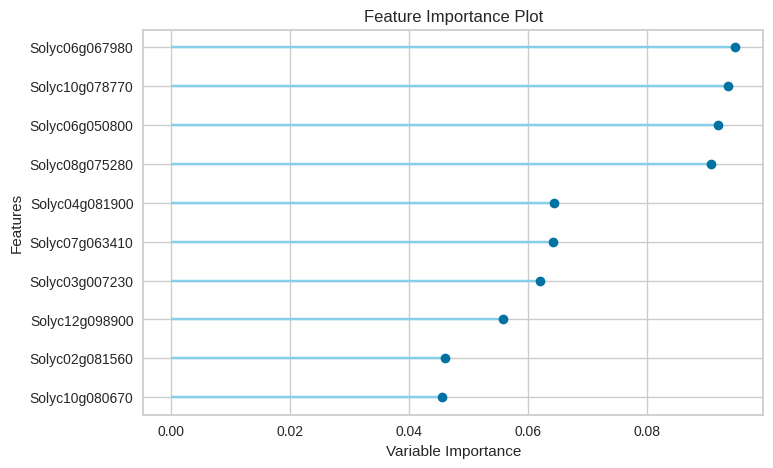 Feature Importance Plot
Features
Solyc06g067980
Solyc10g078770
Solyc06g050800
Solyc08g075280
Solyc04g081900
Solyc07g063410
Solyc03g007230
Solyc12g098900
Solyc02g081560
Solyc10g080670
0.00 0.02 0.04 0.06 0.08
Variable Importance